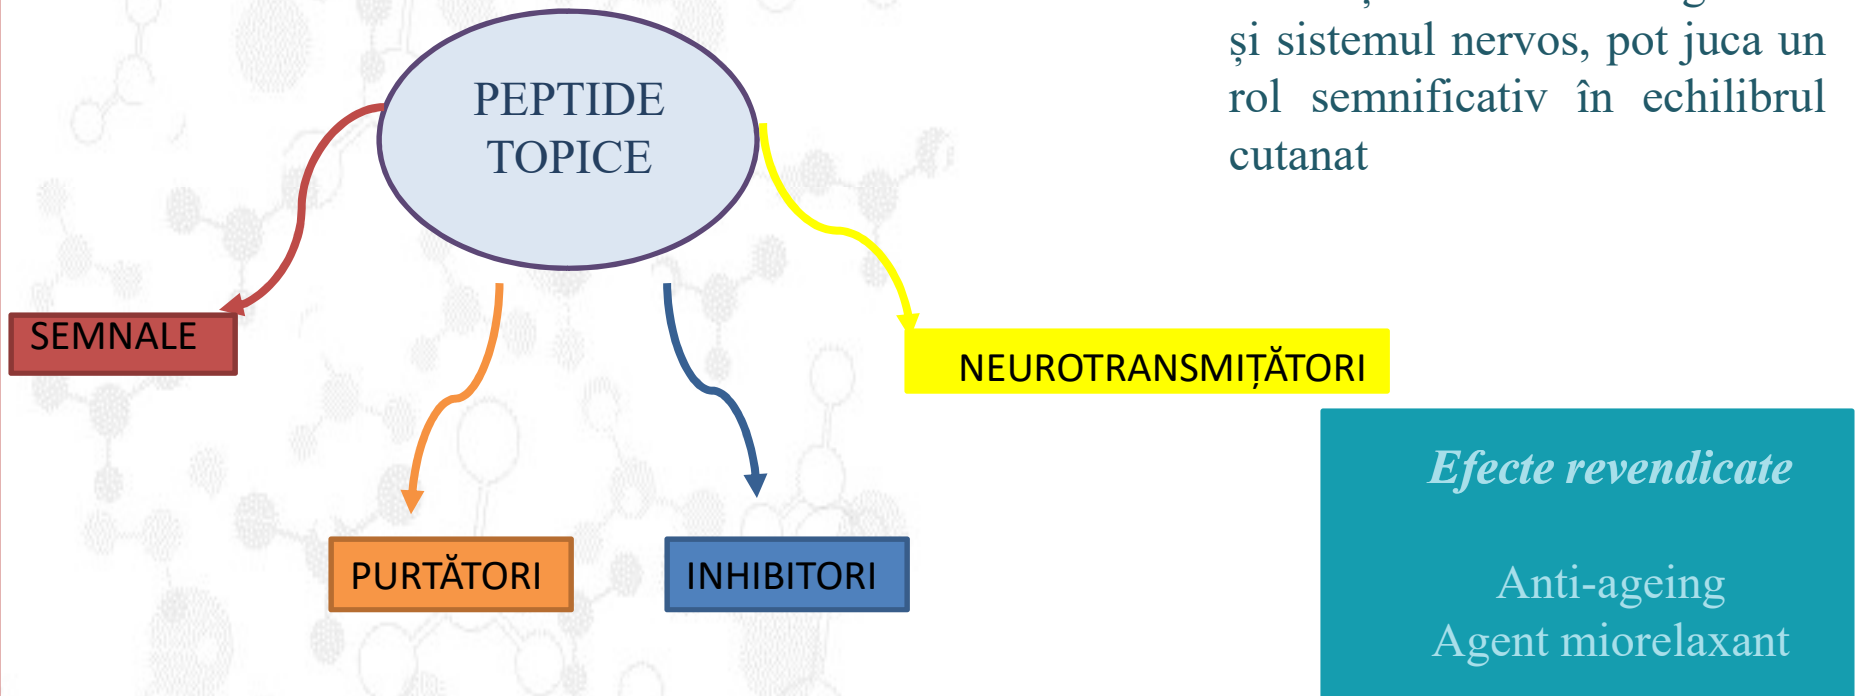 și sistemul nervos, pot juca un
rol semnificativ în echilibrul
cutanat
PEPTIDE
TOPICE
SEMNALE
NEUROTRANSMIȚĂTORI
PURTĂTORI
INHIBITORI
Efecte revendicate
Anti-ageing
Agent miorelaxant